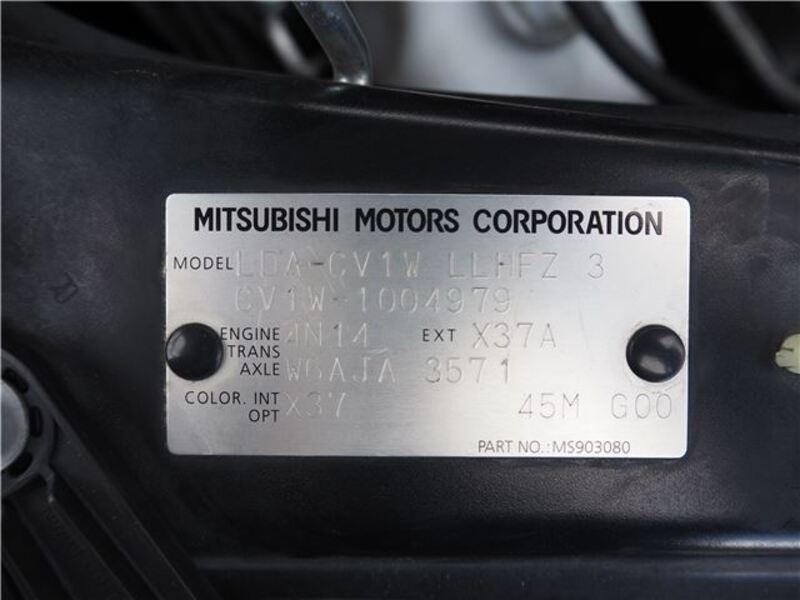 MITSUBISHI MOTORS CORPORATION
MODEL LDA-CV1W LLHFZ 3
CV1W-1004979
ENGINE 4N14 EXT X37A
TRANS
AXLE W6AJA 3571
COLOR. INT X37 45M G00
OPT
PART NO.:MS903080